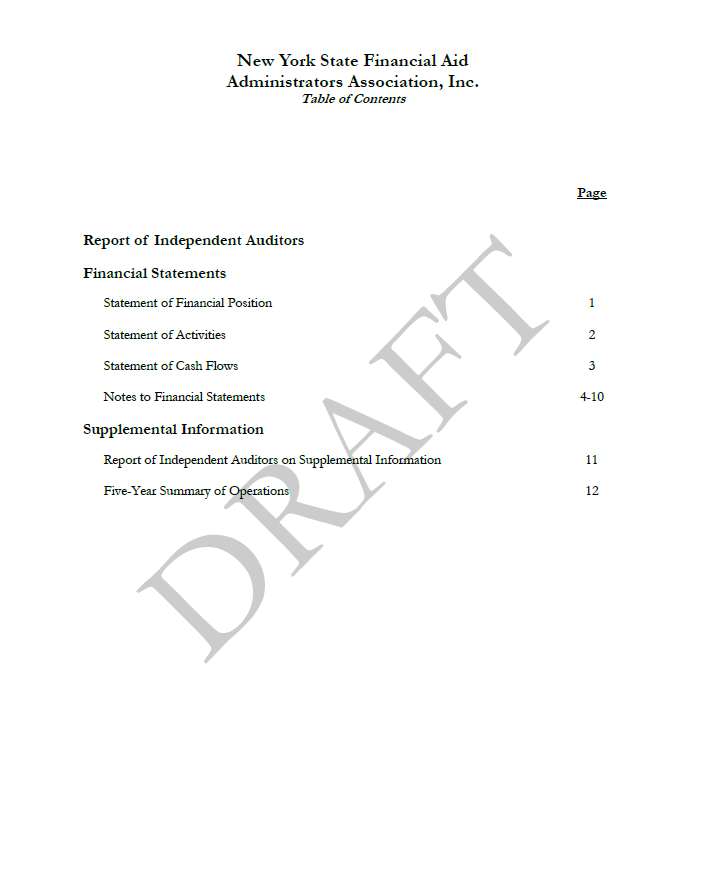 New York State Financial Aid
Administrators Association, Inc.
Table of Contents
Page
Report of Independent Auditors
Financial Statements
Statement of Financial Position 1
Statement of Activities 2
Statement of Cash Flows 3
Notes to Financial Statements 4-10
Supplemental Information
Report of Independent Auditors on Supplemental Information 11
Five-Year Summary of Operations 12
DRAFT